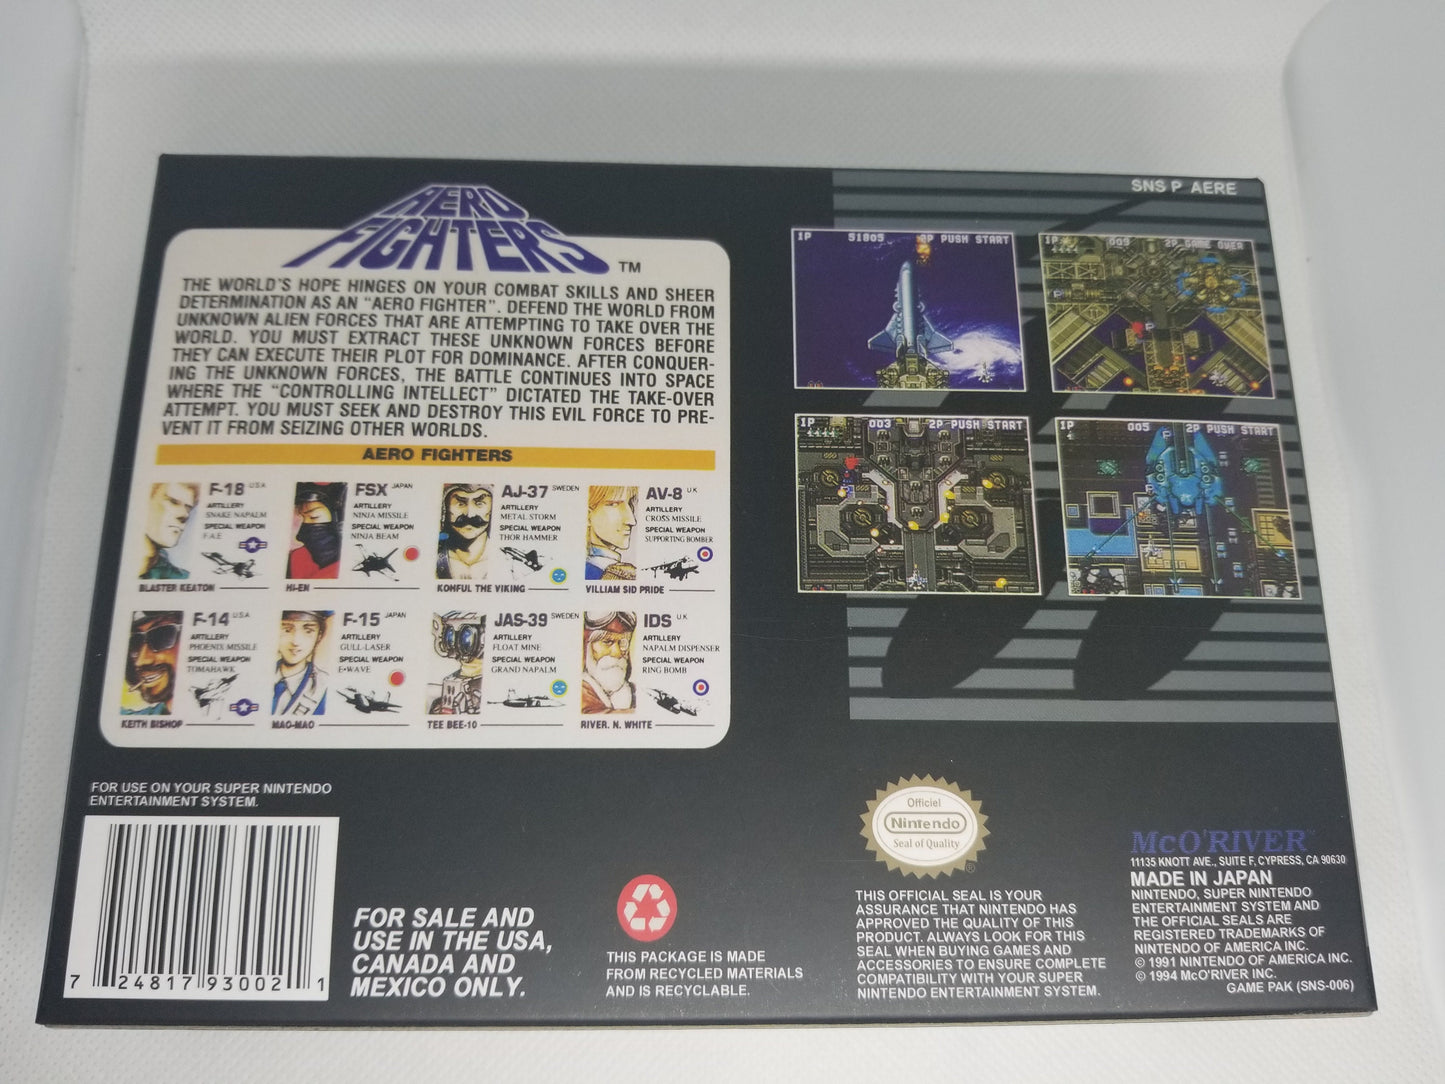 SNS P AERE
AERO
FIGHTERS™
THE WORLD'S HOPE HINGES ON YOUR COMBAT SKILLS AND SHEER
DETERMINATION AS AN "AERO FIGHTER". DEFEND THE WORLD FROM
UNKNOWN ALIEN FORCES THAT ARE ATTEMPTING TO TAKE OVER THE
WORLD. YOU MUST EXTRACT THESE UNKNOWN FORCES BEFORE
THEY CAN EXECUTE THEIR PLOT FOR DOMINANCE. AFTER CONQUER-
ING THE UNKNOWN FORCES, THE BATTLE CONTINUES INTO SPACE
WHERE THE "CONTROLLING INTELLECT" DICTATED THE TAKE-OVER
ATTEMPT. YOU MUST SEEK AND DESTROY THIS EVIL FORCE TO PRE-
VENT IT FROM SEIZING OTHER WORLDS.
AERO FIGHTERS
F-18 USA
ARTILLERY
SNAKE NAPALM
SPECIAL WEAPON
F.A.E
BLASTER KEATON
FSX JAPAN
ARTILLERY
NINJA MISSILE
SPECIAL WEAPON
NINJA BEAM
HI-EN
AJ-37 SWEDEN
ARTILLERY
METAL STORM
SPECIAL WEAPON
THOR HAMMER
KOHFUL THE VIKING
AV-8 U.K
ARTILLERY
CROSS MISSILE
SPECIAL WEAPON
SUPPORTING BOMBER
VILLIAM SID PRIDE
F-14 USA
ARTILLERY
PHOENIX MISSILE
SPECIAL WEAPON
TOMAHAWK
KEITH BISHOP
F-15 JAPAN
ARTILLERY
GULL-LASER
SPECIAL WEAPON
E•WAVE
MAO-MAO
JAS-39 SWEDEN
ARTILLERY
FLOAT MINE
SPECIAL WEAPON
GRAND NAPALM
TEE BEE-10
IDS U.K
ARTILLERY
NAPALM DISPENSER
SPECIAL WEAPON
RING BOMB
RIVER. N. WHITE
1P 51805 2P PUSH START
1P 009 2P GAME OVER
1P 003 2P PUSH START
1P 005 2P PUSH START
FOR USE ON YOUR SUPER NINTENDO
ENTERTAINMENT SYSTEM.
7 24817 93002 1
FOR SALE AND
USE IN THE USA,
CANADA AND
MEXICO ONLY.
THIS PACKAGE IS MADE
FROM RECYCLED MATERIALS
AND IS RECYCLABLE.
Officiel
Nintendo
Seal of Quality
®
THIS OFFICIAL SEAL IS YOUR
ASSURANCE THAT NINTENDO HAS
APPROVED THE QUALITY OF THIS
PRODUCT. ALWAYS LOOK FOR THIS
SEAL WHEN BUYING GAMES AND
ACCESSORIES TO ENSURE COMPLETE
COMPATIBILITY WITH YOUR SUPER
NINTENDO ENTERTAINMENT SYSTEM.
McO'RIVER™
11135 KNOTT AVE., SUITE F, CYPRESS, CA 90630
MADE IN JAPAN
NINTENDO, SUPER NINTENDO
ENTERTAINMENT SYSTEM AND
THE OFFICIAL SEALS ARE
REGISTERED TRADEMARKS OF
NINTENDO OF AMERICA INC.
© 1991 NINTENDO OF AMERICA INC.
© 1994 McO'RIVER INC.
GAME PAK (SNS-006)